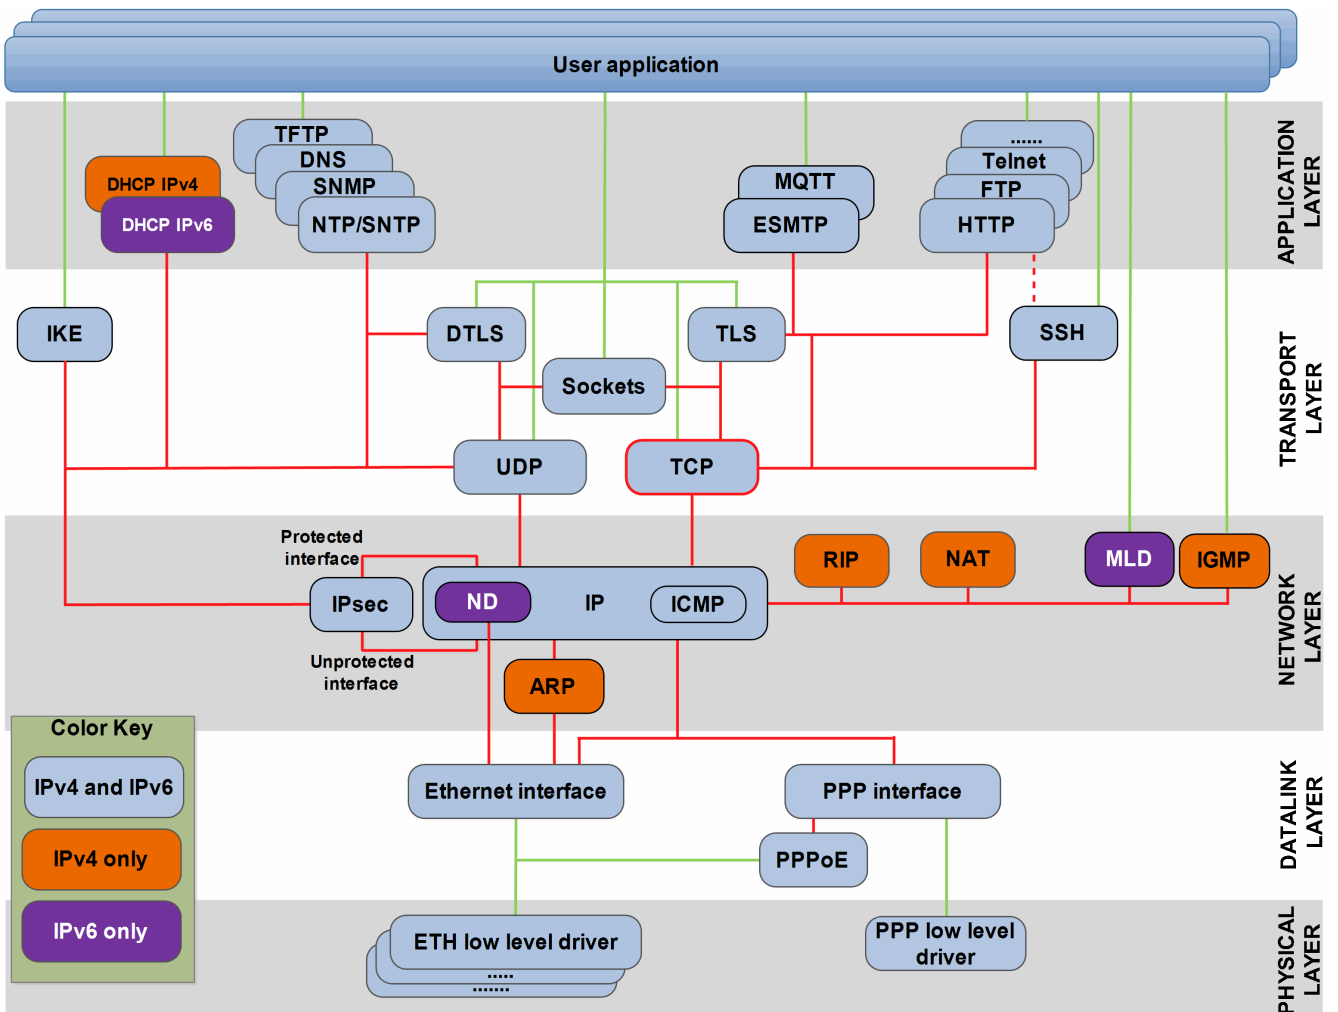 User application
TFTP
DNS
SNMP
NTP/SNTP
DHCP IPv4
DHCP IPv6
MQTT
ESMTP
......
Telnet
FTP
HTTP
APPLICATION
LAYER
IKE
DTLS
TLS
Sockets
SSH
UDP
TCP
TRANSPORT
LAYER
Protected
interface
IPsec
Unprotected
interface
ND
IP
ICMP
ARP
RIP
NAT
MLD
IGMP
NETWORK
LAYER
Color Key
IPv4 and IPv6
IPv4 only
IPv6 only
Ethernet interface
PPP interface
PPPoE
DATALINK
LAYER
ETH low level driver
.....
.......
PPP low level
driver
PHYSICAL
LAYER